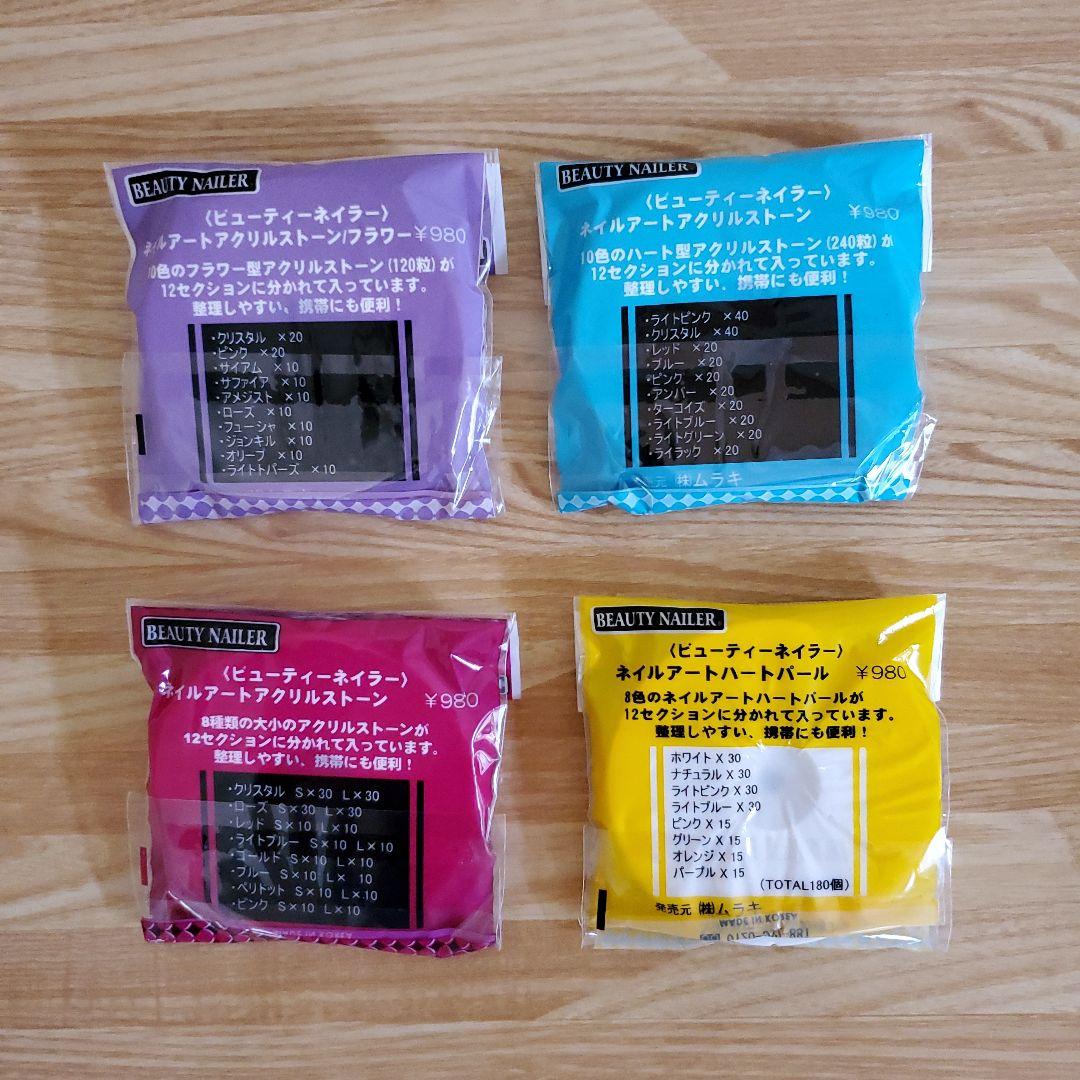 BEAUTY NAILER
〈ビューティーネイラー〉
ネイルアートアクリルストーン/フラワー ¥980
10色のフラワー型アクリルストーン(120粒)が
12セクションに分かれて入っています。
整理しやすい、携帯にも便利!
・クリスタル ×20
・ピンク ×20
・サイアム ×10
・サファイア ×10
・アメジスト ×10
・ローズ ×10
・フューシャ ×10
・ジョンキル ×10
・オリーブ ×10
・ライトトパーズ ×10
BEAUTY NAILER
〈ビューティーネイラー〉
ネイルアートアクリルストーン ¥980
10色のハート型アクリルストーン(240粒)が
12セクションに分かれて入っています。
整理しやすい、携帯にも便利!
・ライトピンク ×40
・クリスタル ×40
・レッド ×20
・ブルー ×20
・ピンク ×20
・アンバー ×20
・ターコイズ ×20
・ライトブルー ×20
・ライトグリーン ×20
・ライラック ×20
発売元 (株)ムラキ
BEAUTY NAILER
〈ビューティーネイラー〉
ネイルアートアクリルストーン ¥980
8種類の大小のアクリルストーンが
12セクションに分かれて入っています。
整理しやすい、携帯にも便利!
・クリスタル S×30 L×30
・ローズ S×30 L×30
・レッド S×10 L×10
・ライトブルー S×10 L×10
・ゴールド S×10 L×10
・ブルー S×10 L×10
・ペリドット S×10 L×10
・ピンク S×10 L×10
MADE IN KOREA
BEAUTY NAILER
〈ビューティーネイラー〉
ネイルアートハートパール ¥980
8色のネイルアートハートパールが
12セクションに分かれて入っています。
整理しやすい、携帯にも便利!
ホワイト X 30
ナチュラル X 30
ライトピンク X 30
ライトブルー X 30
ピンク X 15
グリーン X 15
オレンジ X 15
パープル X 15
(TOTAL180個)
発売元 (株)ムラキ
MADE IN KOREA